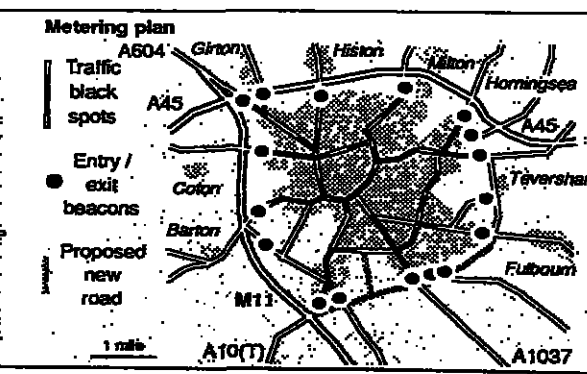 Metering plan
A604
Girton
Histon
Milton
Horningsea
Traffic
black
spots
A45
A45
Entry /
exit
beacons
Coton
Teversham
Barton
Proposed
new
road
Fulbourn
M11
1 mile
A10(T)
A1037